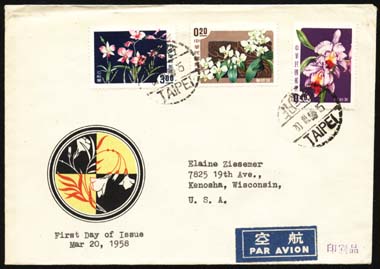 3.00
0.20
TAIPEI
TAIPEI
Elaine Ziesemer
7825 19th Ave.,
Kenosha, Wisconsin,
U. S. A.
First Day of Issue
Mar 20, 1958
空航
PAR AVION
印刷品